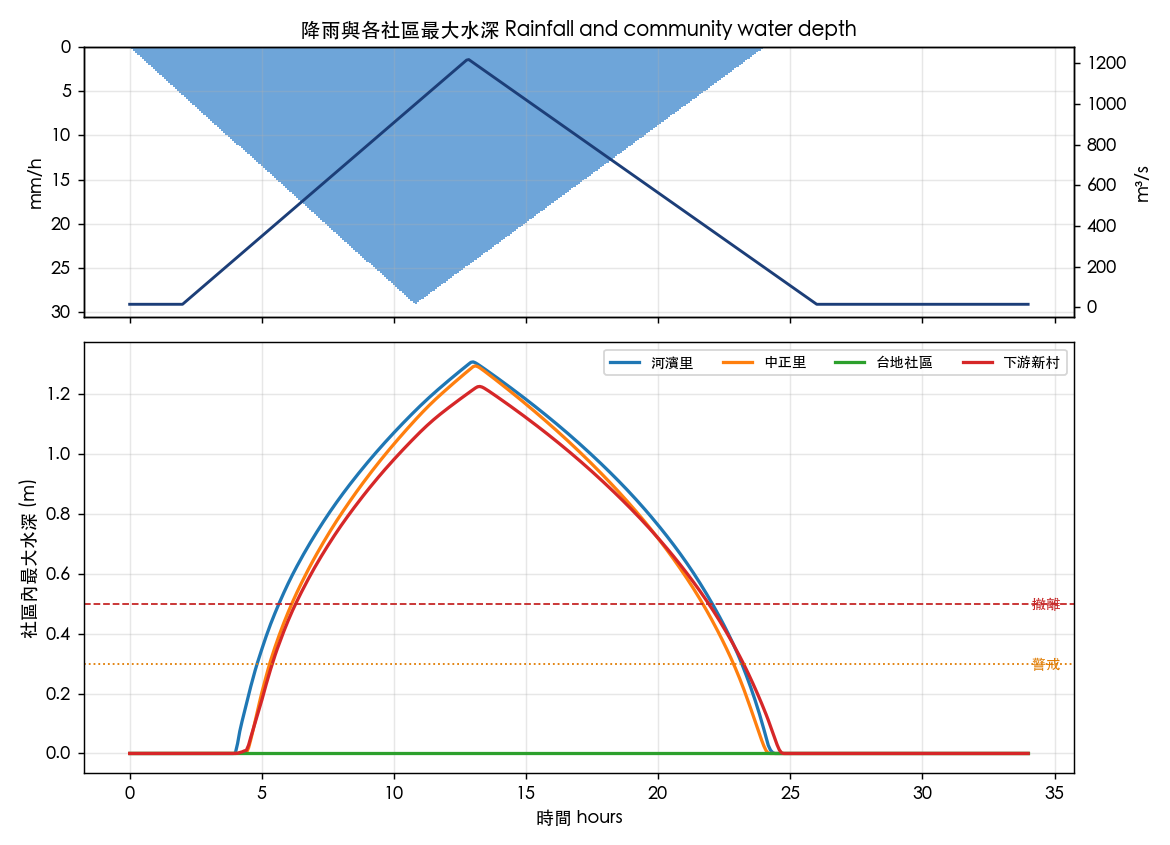 降雨與各社區最大水深 Rainfall and community water depth
0
5
10
15
20
25
30
mm/h
1200
1000
800
600
400
200
0
m³/s
河濱里 中正里 台地社區 下游新村
1.2
1.0
0.8
0.6
0.4
0.2
0.0
社區內最大水深 (m)
撤離
警戒
0 5 10 15 20 25 30 35
時間 hours